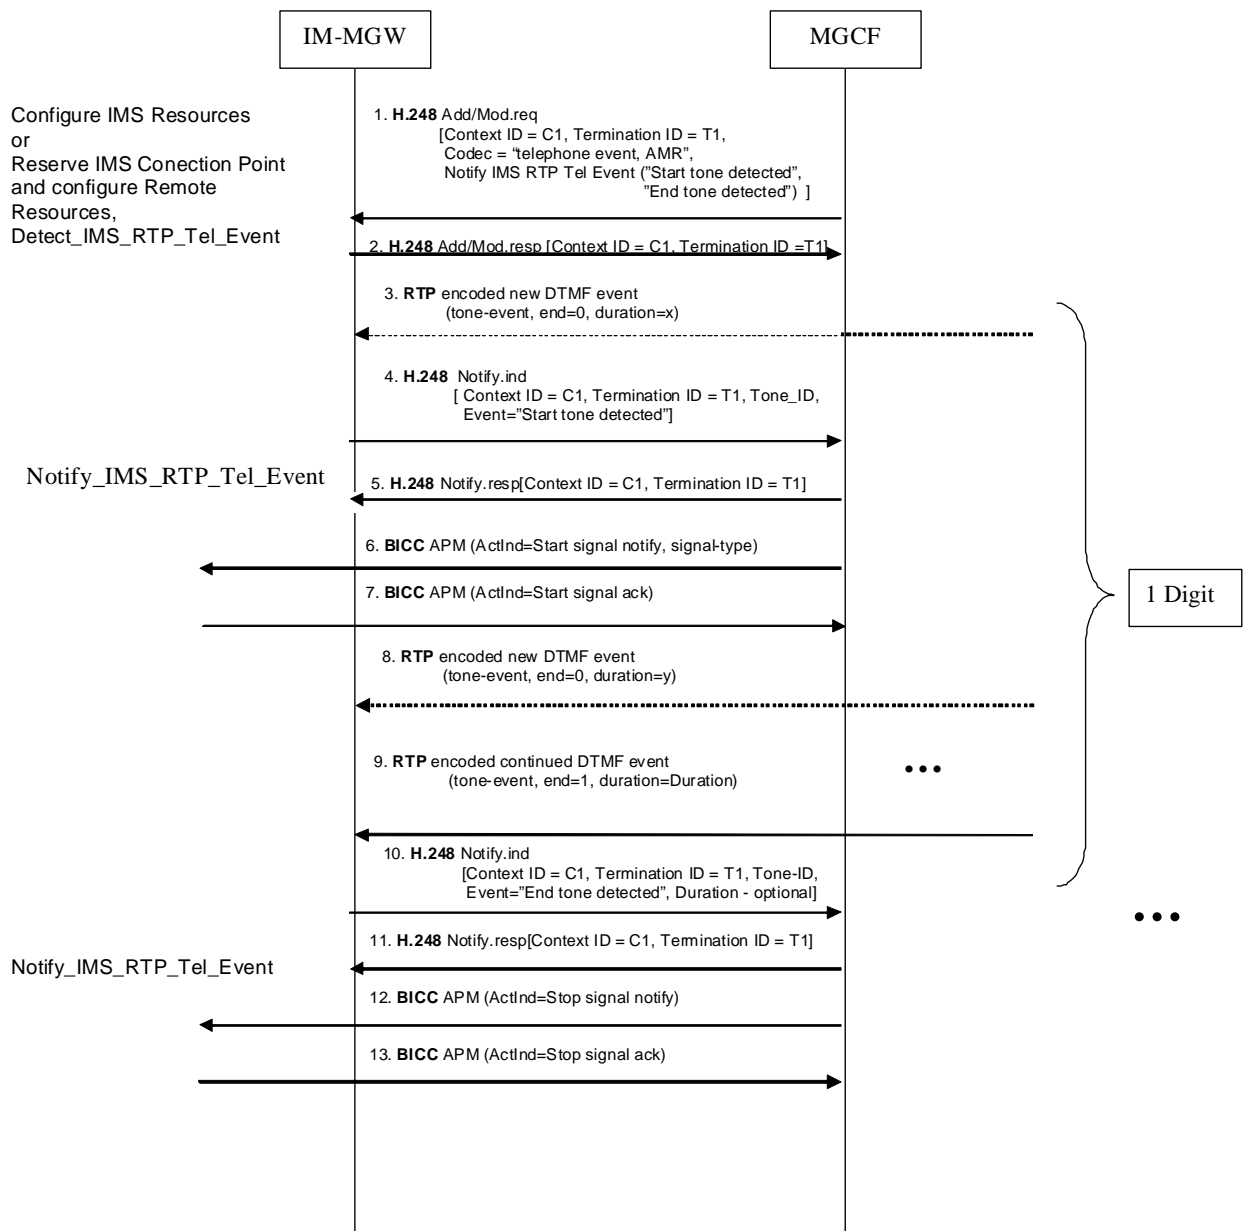 IM-MGW
MGCF
Configure IMS Resources
or
Reserve IMS Conection Point
and configure Remote
Resources,
Detect_IMS_RTP_Tel_Event
1. H.248 Add/Mod.req
[Context ID = C1, Termination ID = T1,
Codec = “telephone event, AMR”,
Notify IMS RTP Tel Event (”Start tone detected”,
”End tone detected”) ]
2. H.248 Add/Mod.resp [Context ID = C1, Termination ID =T1]
3. RTP encoded new DTMF event
(tone-event, end=0, duration=x)
4. H.248 Notify.ind
[ Context ID = C1, Termination ID = T1, Tone_ID,
Event=”Start tone detected”]
Notify_IMS_RTP_Tel_Event
5. H.248 Notify.resp[Context ID = C1, Termination ID = T1]
6. BICC APM (ActInd=Start signal notify, signal-type)
7. BICC APM (ActInd=Start signal ack)
1 Digit
8. RTP encoded new DTMF event
(tone-event, end=0, duration=y)
9. RTP encoded continued DTMF event
(tone-event, end=1, duration=Duration)
10. H.248 Notify.ind
[Context ID = C1, Termination ID = T1, Tone-ID,
Event=”End tone detected”, Duration - optional]
11. H.248 Notify.resp[Context ID = C1, Termination ID = T1]
Notify_IMS_RTP_Tel_Event
12. BICC APM (ActInd=Stop signal notify)
13. BICC APM (ActInd=Stop signal ack)